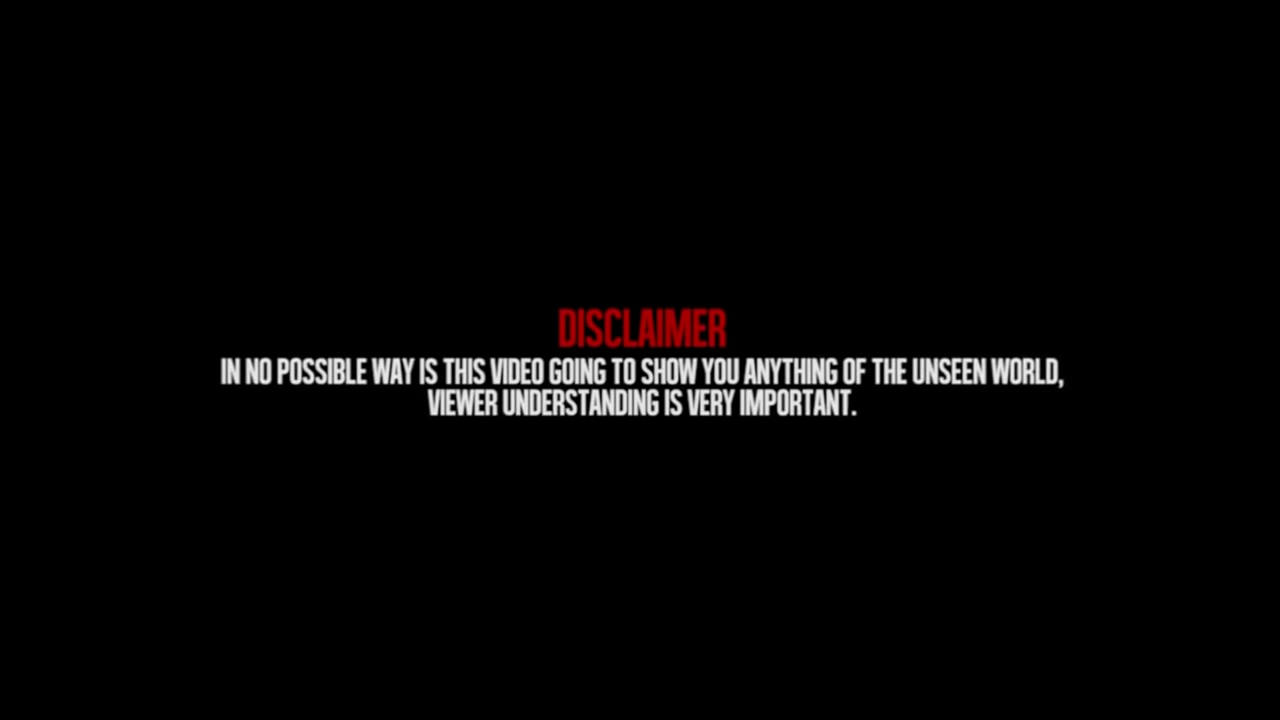 DISCLAIMER
IN NO POSSIBLE WAY IS THIS VIDEO GOING TO SHOW YOU ANYTHING OF THE UNSEEN WORLD,
VIEWER UNDERSTANDING IS VERY IMPORTANT.